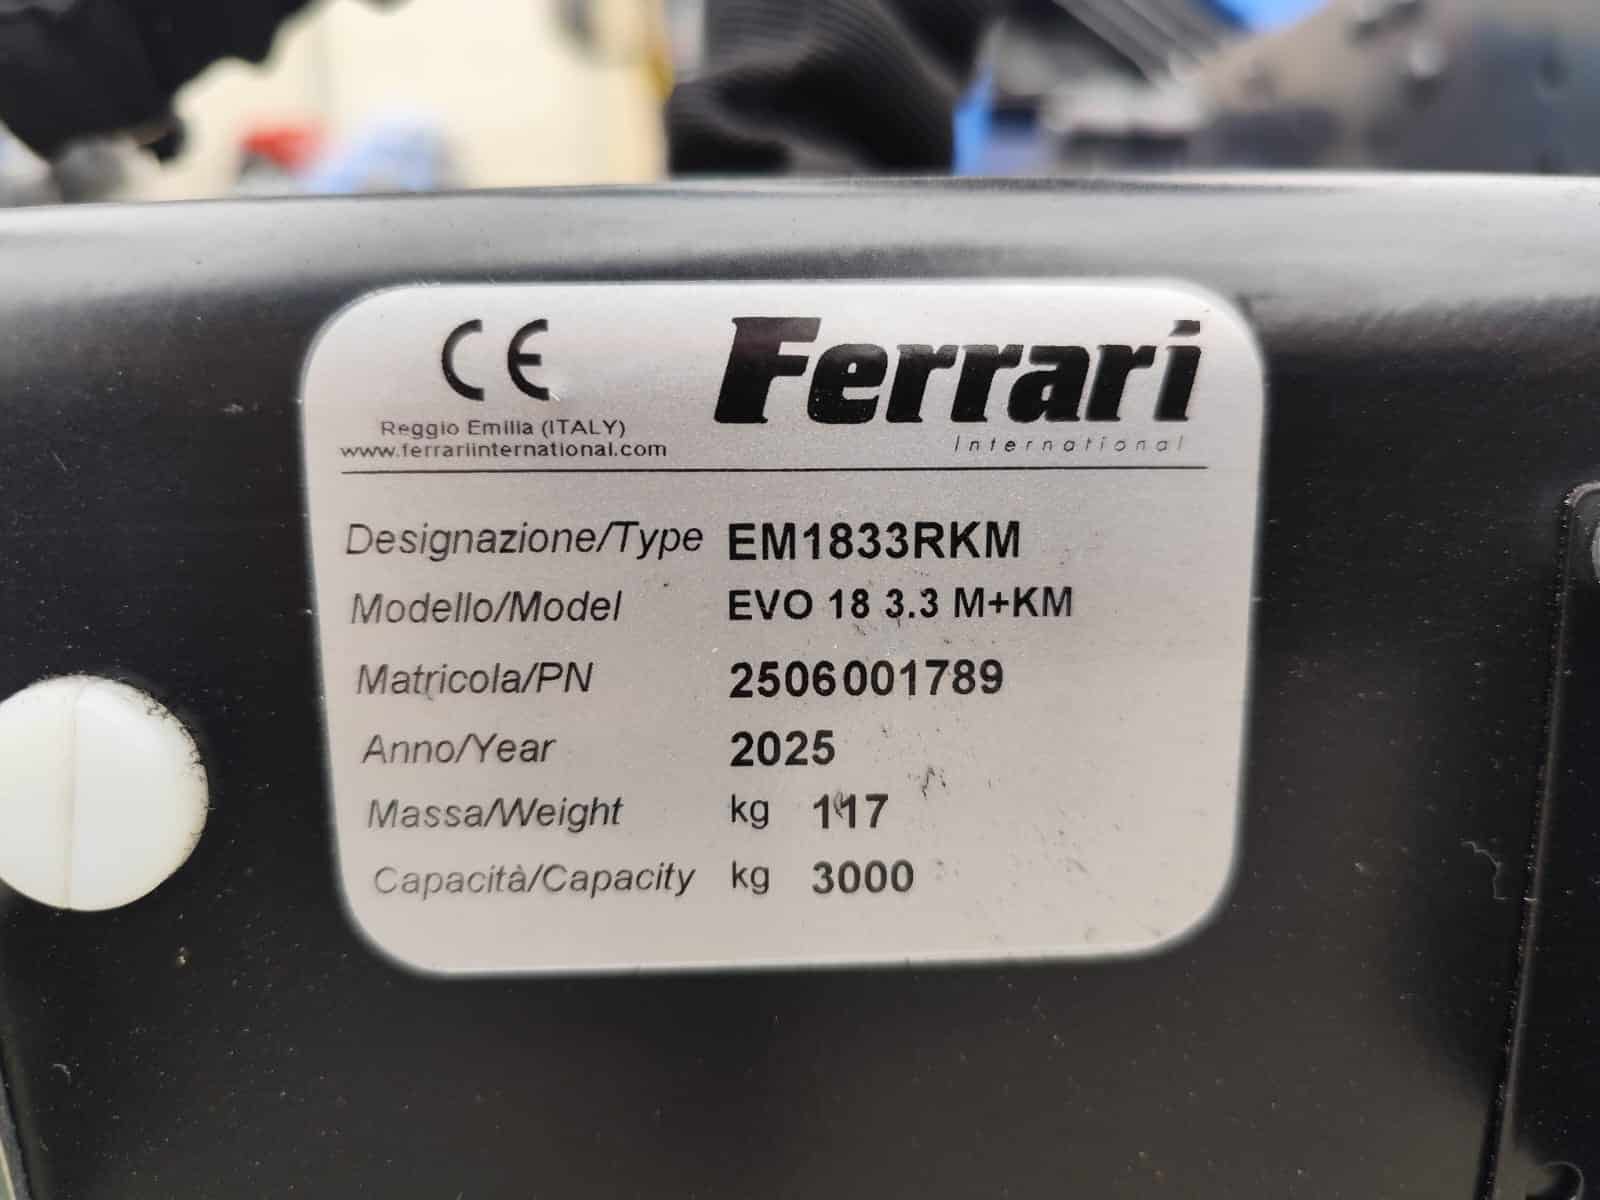 CE
Ferrari
International
Reggio Emilia (ITALY)
www.ferrariinternational.com
Designazione/Type EM1833RKM
Modello/Model EVO 18 3.3 M+KM
Matricola/PN 2506001789
Anno/Year 2025
Massa/Weight kg 117
Capacità/Capacity kg 3000